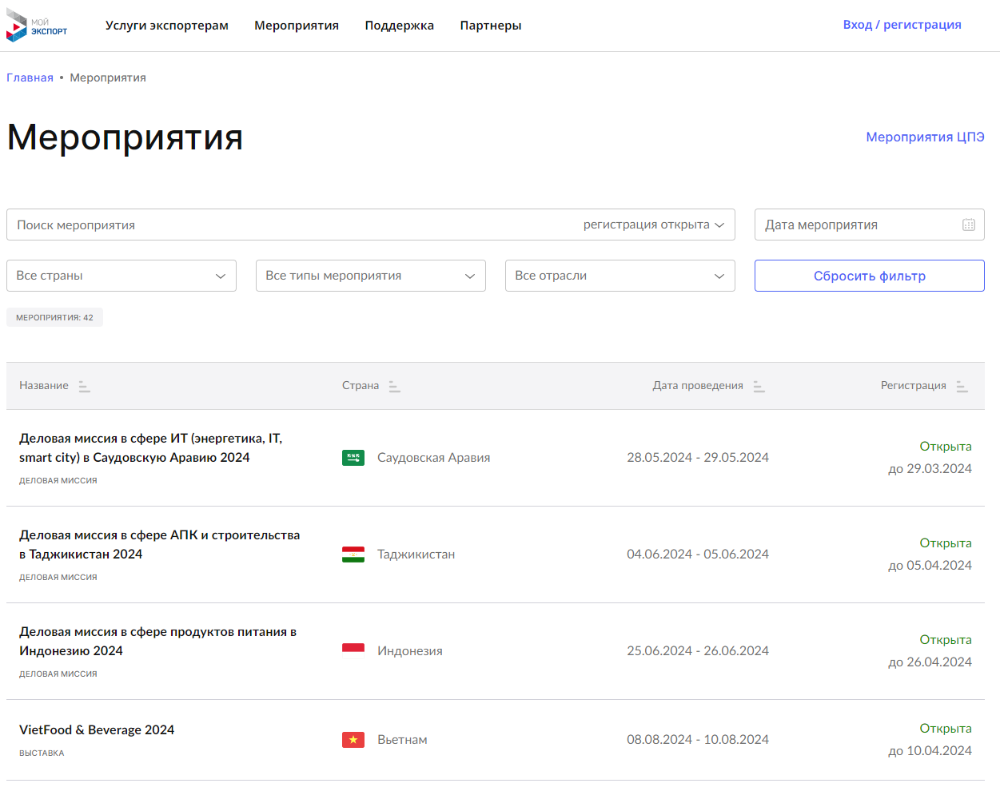 МОЙ
ЭКСПОРТ
Услуги экспортерам
Мероприятия
Поддержка
Партнеры
Вход / регистрация
Главная • Мероприятия
Мероприятия
Мероприятия ЦПЭ
Поиск мероприятия
регистрация открыта
Дата мероприятия
Все страны
Все типы мероприятия
Все отрасли
Сбросить фильтр
МЕРОПРИЯТИЯ: 42
Название
Страна
Дата проведения
Регистрация
Деловая миссия в сфере ИТ (энергетика, IT,
smart city) в Саудовскую Аравию 2024
ДЕЛОВАЯ МИССИЯ
Саудовская Аравия
28.05.2024 - 29.05.2024
Открыта
до 29.03.2024
Деловая миссия в сфере АПК и строительства
в Таджикистан 2024
ДЕЛОВАЯ МИССИЯ
Таджикистан
04.06.2024 - 05.06.2024
Открыта
до 05.04.2024
Деловая миссия в сфере продуктов питания в
Индонезию 2024
ДЕЛОВАЯ МИССИЯ
Индонезия
25.06.2024 - 26.06.2024
Открыта
до 26.04.2024
VietFood & Beverage 2024
ВЫСТАВКА
Вьетнам
08.08.2024 - 10.08.2024
Открыта
до 10.04.2024